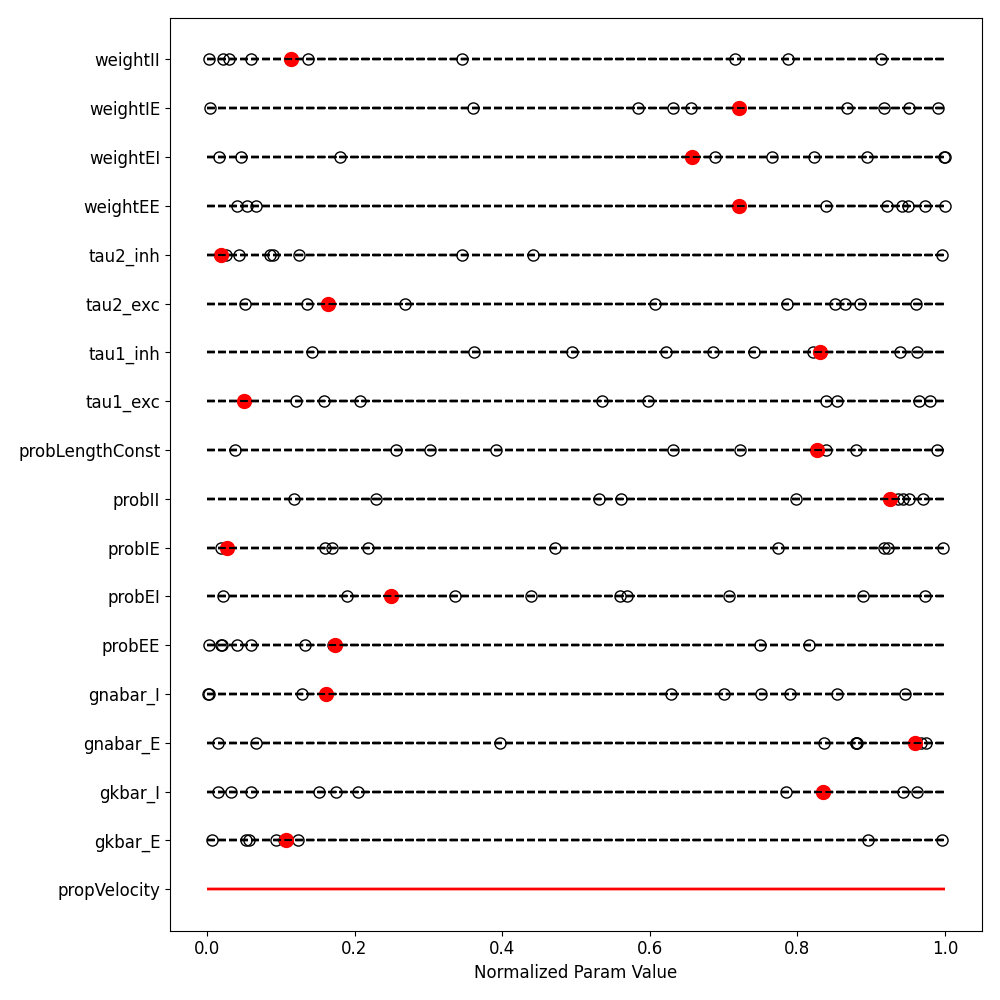 weightII
weightIE
weightEI
weightEE
tau2_inh
tau2_exc
tau1_inh
tau1_exc
probLengthConst
probII
probIE
probEI
probEE
gnabar_I
gnabar_E
gkbar_I
gkbar_E
propVelocity
0.0 0.2 0.4 0.6 0.8 1.0
Normalized Param Value